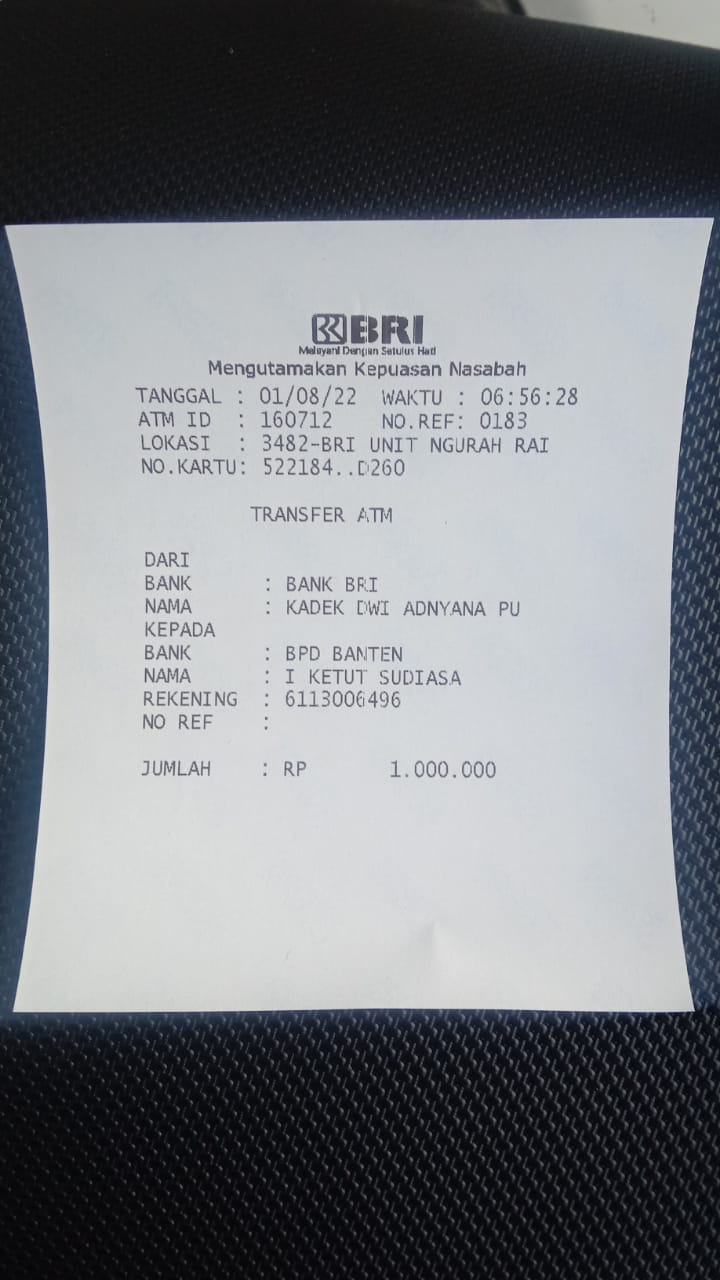 BRI
Melayani Dengan Setulus Hati
Mengutamakan Kepuasan Nasabah
TANGGAL : 01/08/22 WAKTU : 06:56:28
ATM ID : 160712 NO.REF: 0183
LOKASI : 3482-BRI UNIT NGURAH RAI
NO.KARTU: 522184..D260
TRANSFER ATM
DARI
BANK : BANK BRI
NAMA : KADEK DWI ADNYANA PU
KEPADA
BANK : BPD BANTEN
NAMA : I KETUT SUDIASA
REKENING : 6113006496
NO REF :
JUMLAH : RP 1.000.000